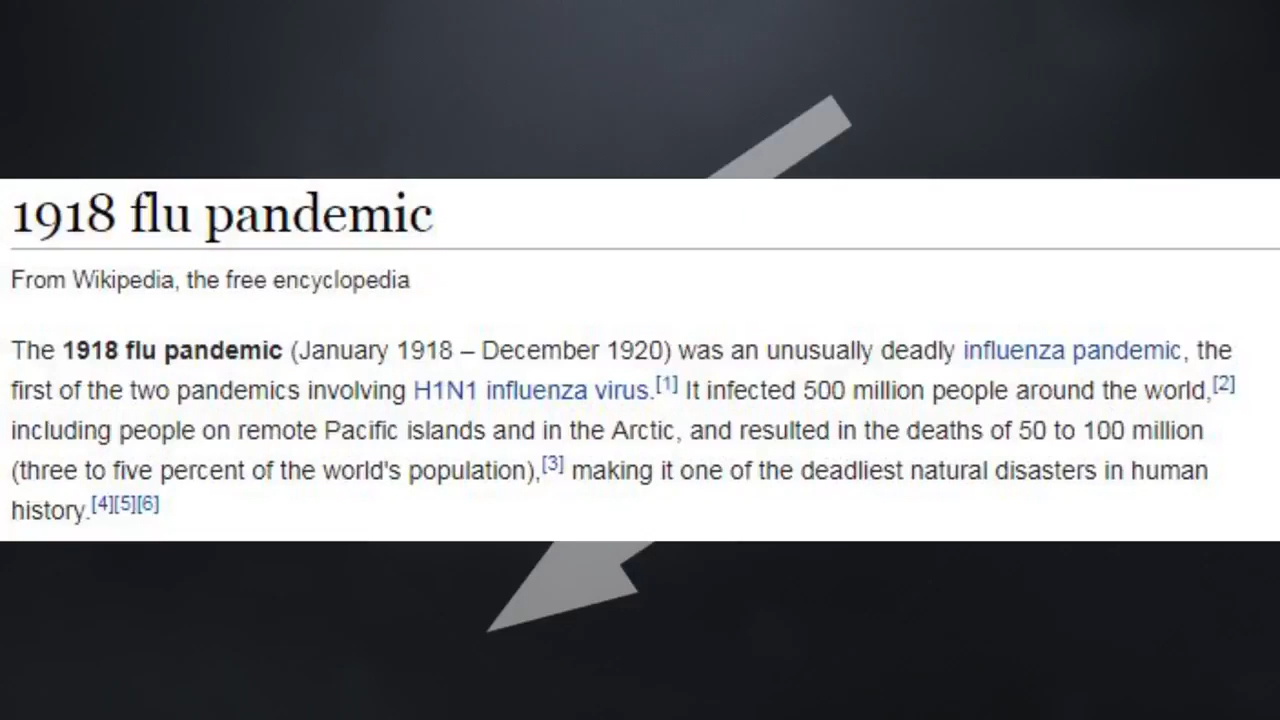 1918 flu pandemic
From Wikipedia, the free encyclopedia
The 1918 flu pandemic (January 1918 – December 1920) was an unusually deadly influenza pandemic, the
first of the two pandemics involving H1N1 influenza virus.[1] It infected 500 million people around the world,[2]
including people on remote Pacific islands and in the Arctic, and resulted in the deaths of 50 to 100 million
(three to five percent of the world's population),[3] making it one of the deadliest natural disasters in human
history.[4][5][6]